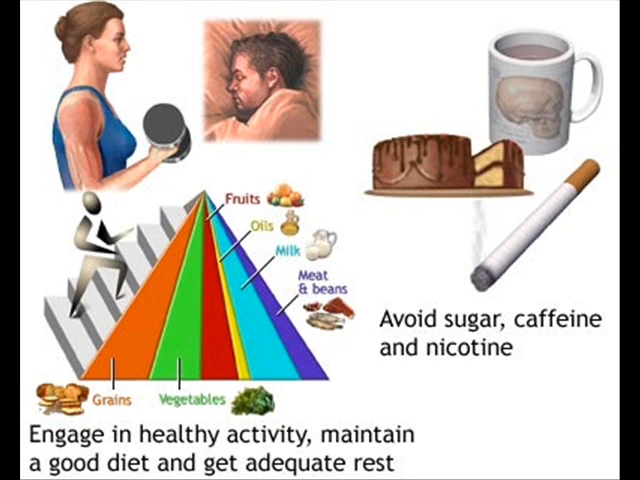 Fruits
Oils
Milk
Meat
& beans
Grains
Vegetables
Engage in healthy activity, maintain
a good diet and get adequate rest
Avoid sugar, caffeine
and nicotine